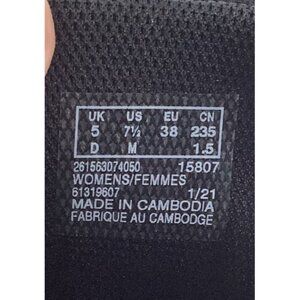 UK US EU CN
5 7½ 38 235
D M 1.5
261563074050 15807
WOMENS/FEMMES
61319607 1/21
MADE IN CAMBODIA
FABRIQUE AU CAMBODGE